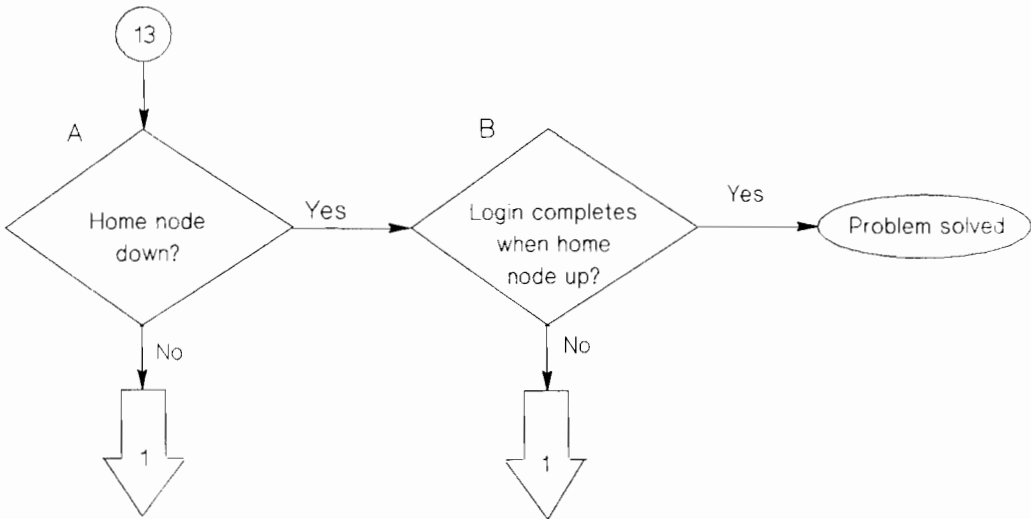 13
A
Home node
down?
Yes
B
Login completes
when home
node up?
Yes
Problem solved
No
1
No
1